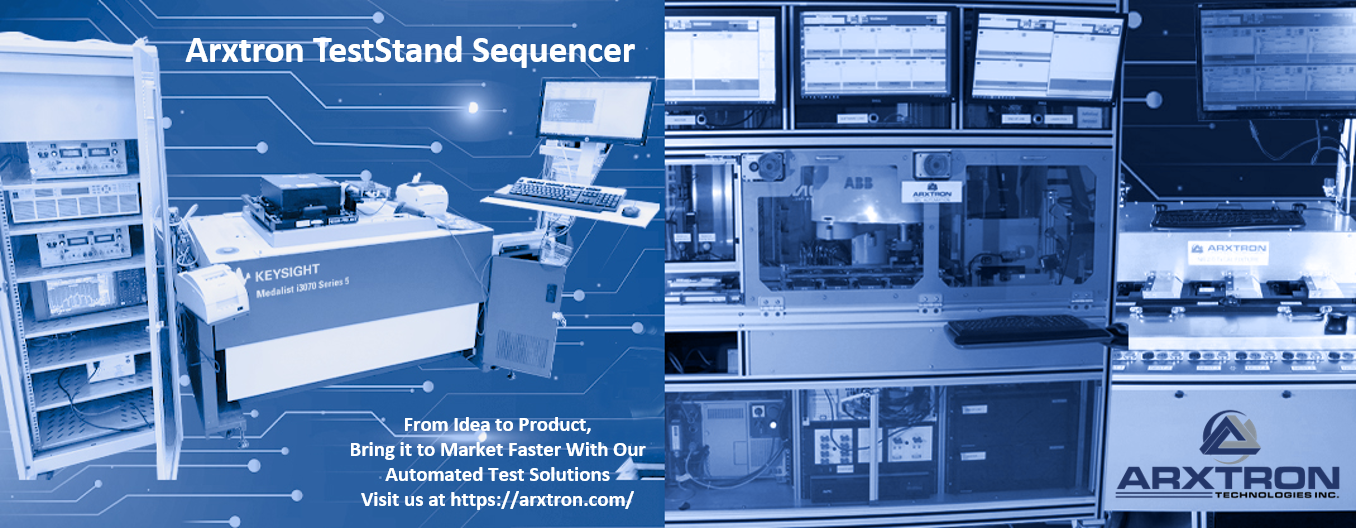 Arxtron TestStand Sequencer
KEYSIGHT
Medalist i3070 Series 5
From Idea to Product,
Bring it to Market Faster With Our
Automated Test Solutions
Visit us at https://arxtron.com/
ABB
ARXTRON
ARXTRON
ARXTRON
TECHNOLOGIES INC.